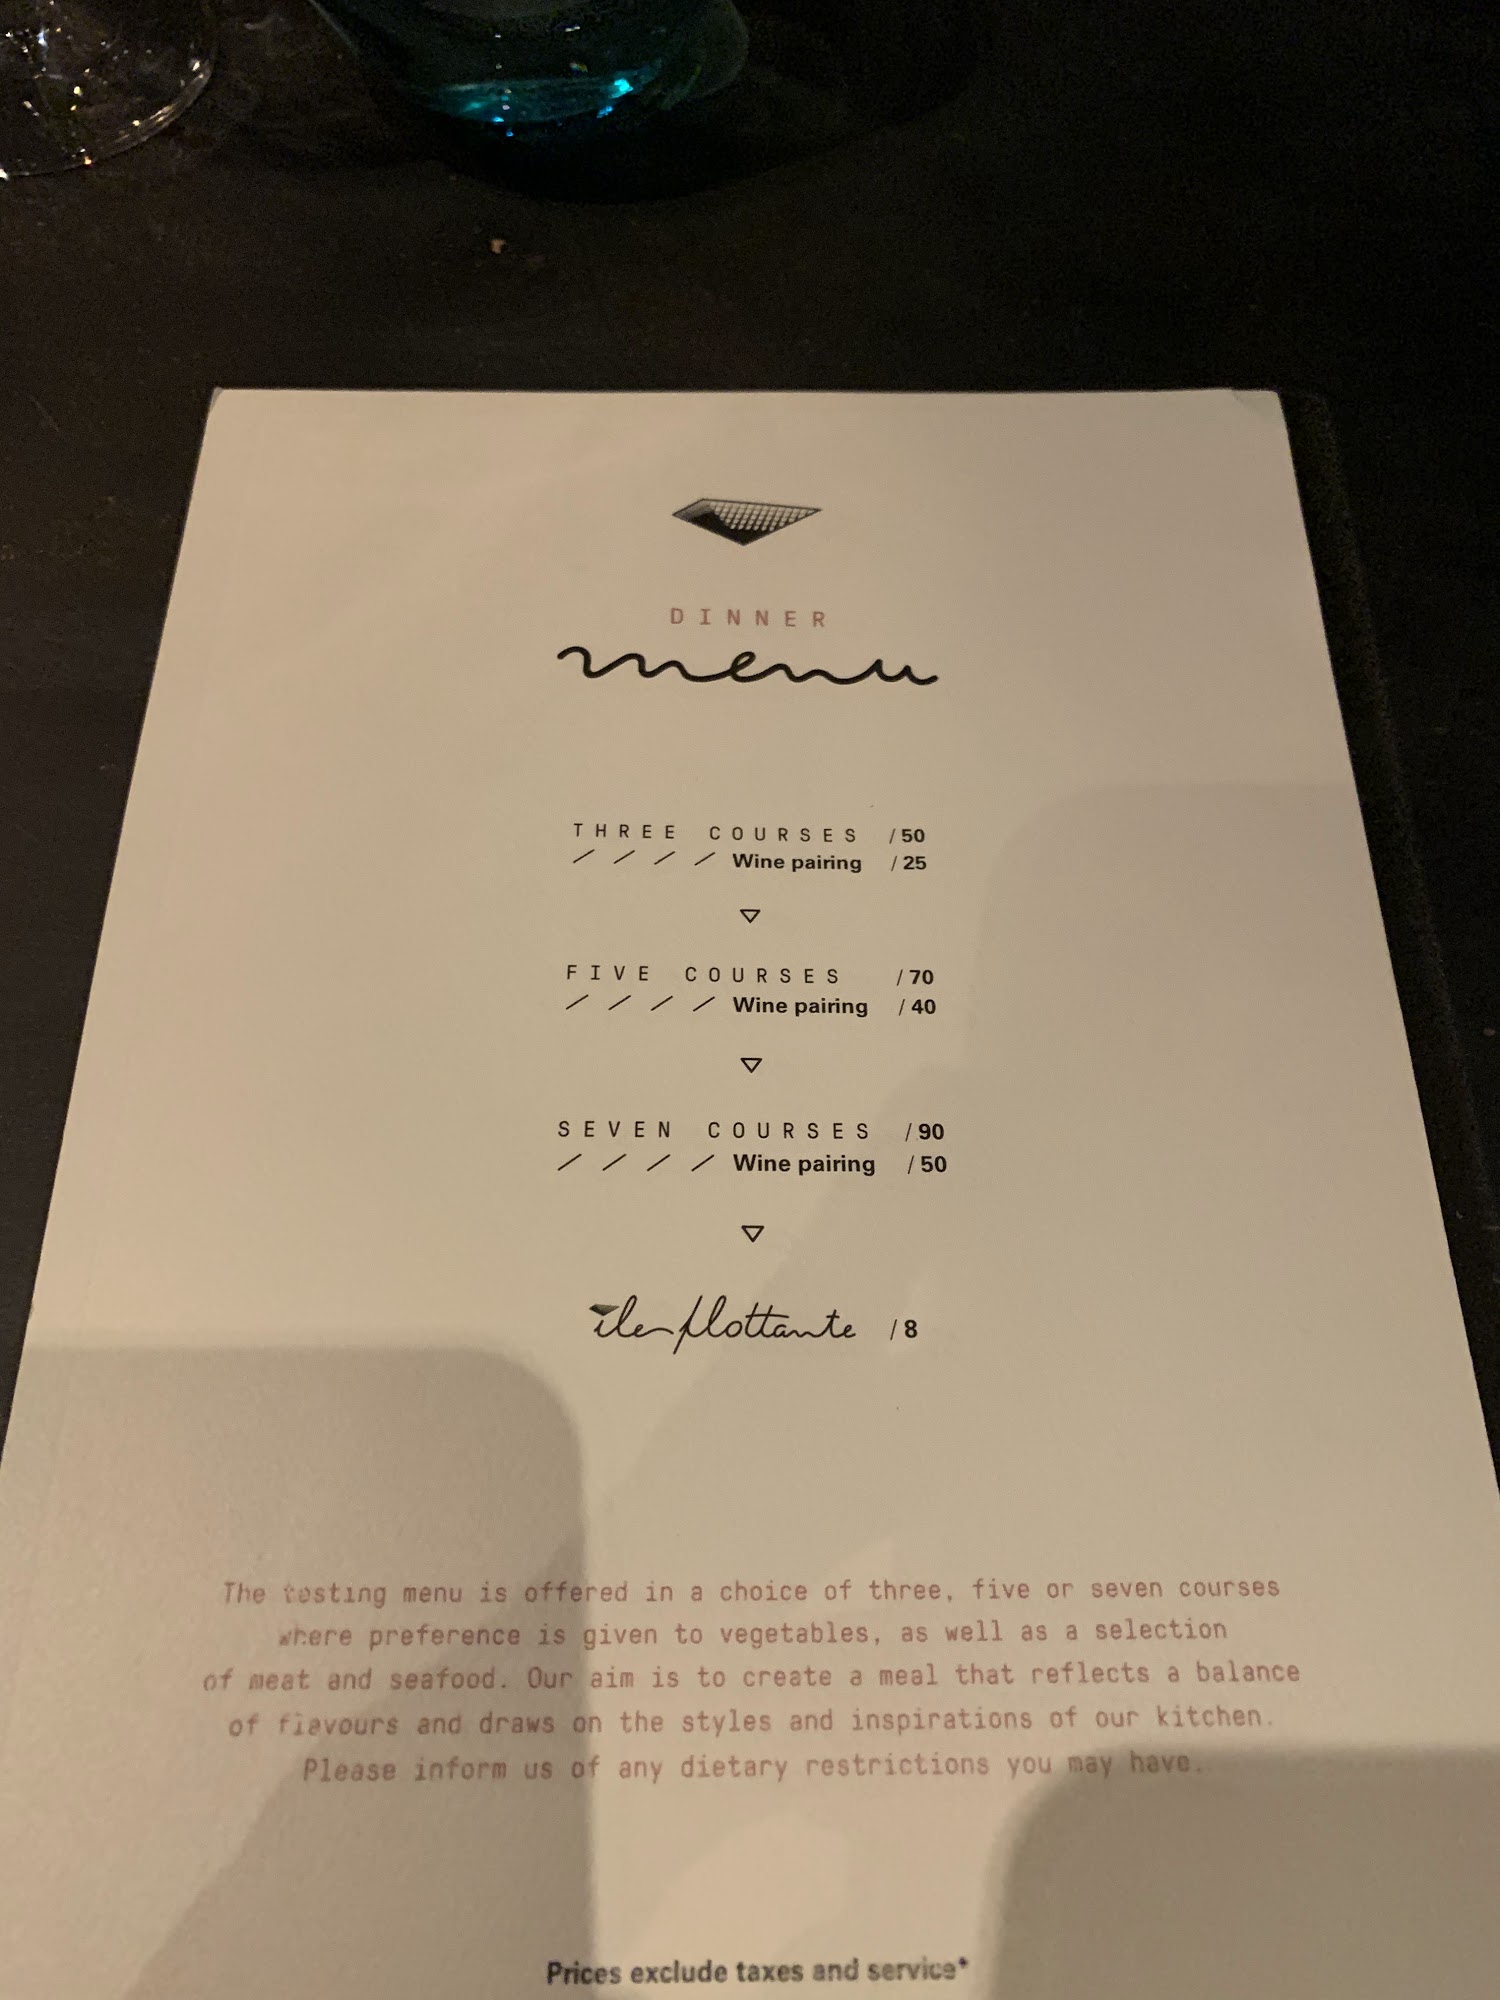 DINNER
menu
THREE COURSES /50
Wine pairing /25
FIVE COURSES /70
Wine pairing /40
SEVEN COURSES /90
Wine pairing /50
île flottante /8
The testing menu is offered in a choice of three, five or seven courses
where preference is given to vegetables, as well as a selection
of meat and seafood. Our aim is to create a meal that reflects a balance
of flavours and draws on the styles and inspirations of our kitchen.
Please inform us of any dietary restrictions you may have.
Prices exclude taxes and service*